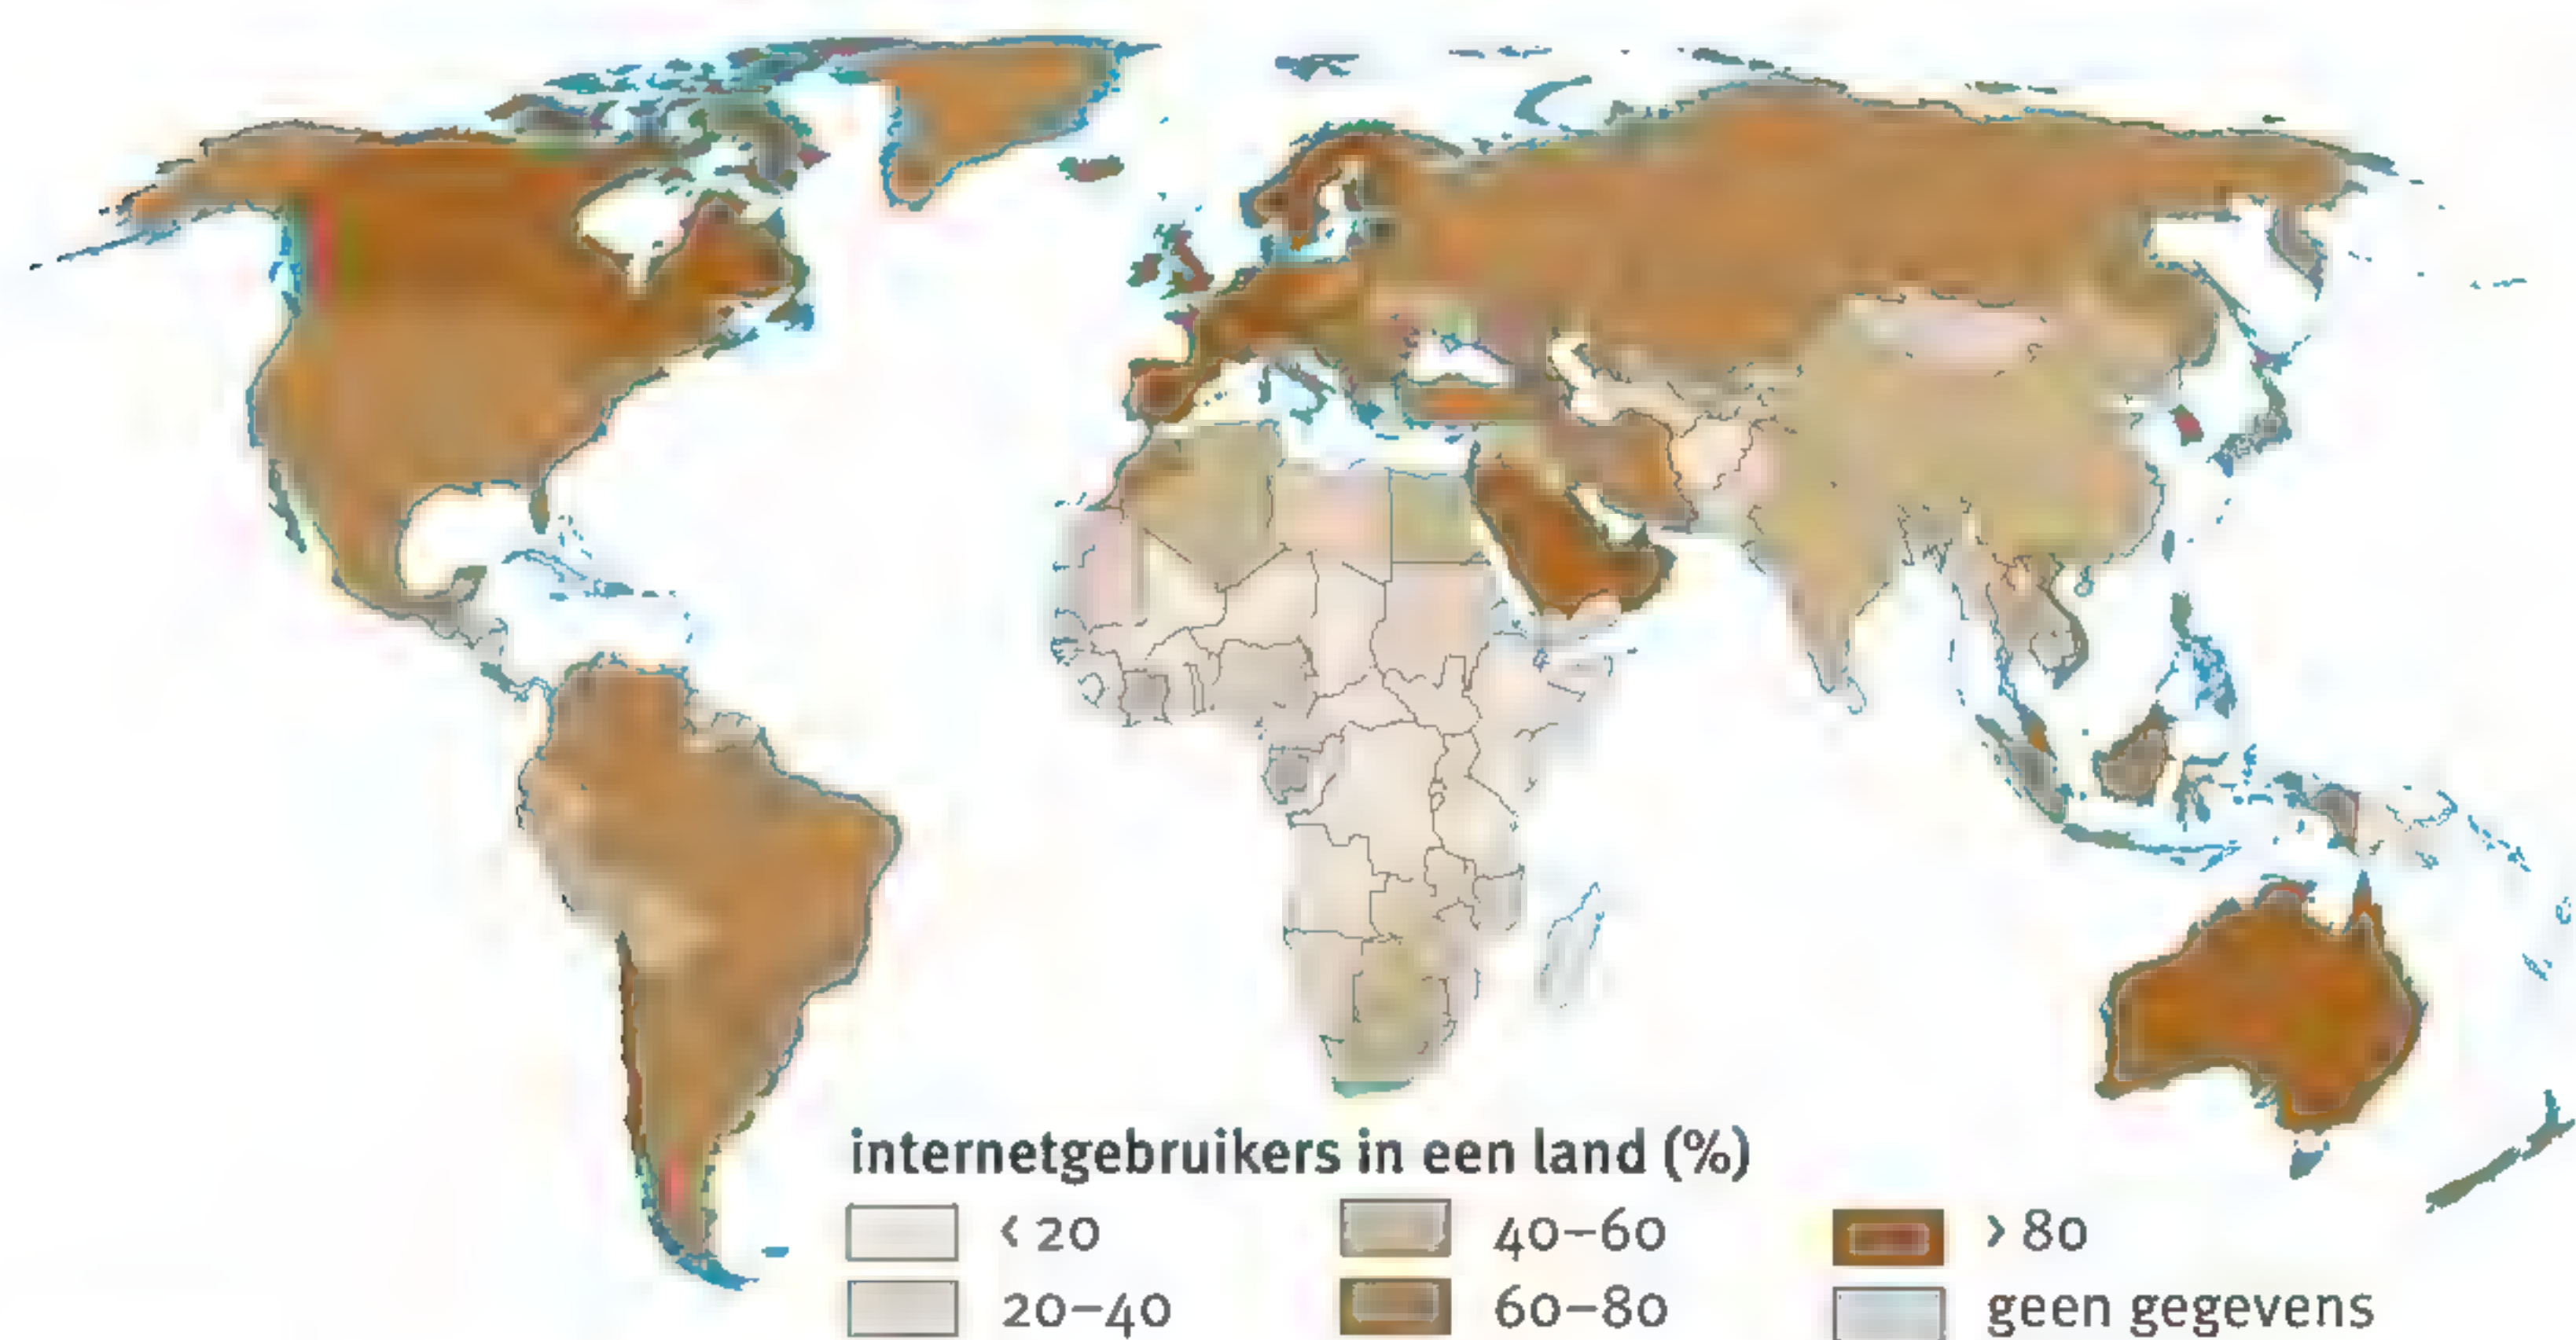 internetgebruikers in een land (%)
< 20
40–60
> 80
20–40
60–80
geen gegevens